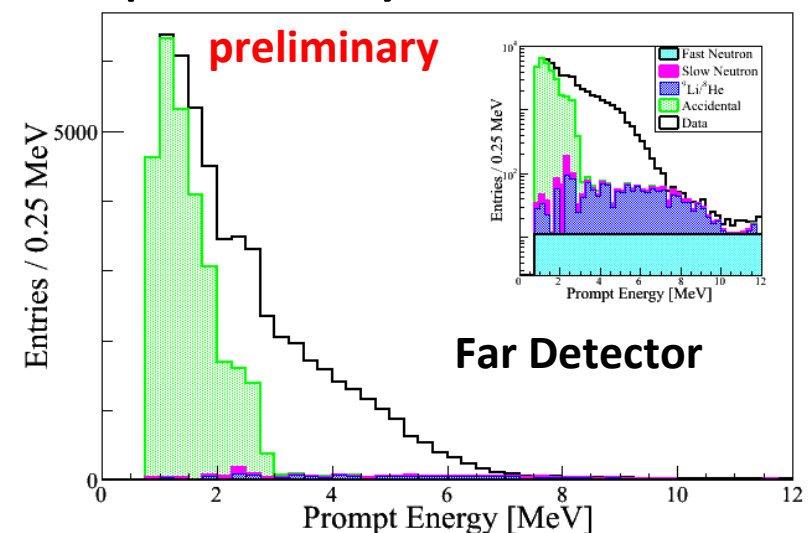 preliminary
Far Detector
Entries / 0.25 MeV
5000
0
0
2
4
6
8
10
12
Prompt Energy [MeV]
Fast Neutron
Slow Neutron
⁹Li/⁸He
Accidental
Data
Entries / 0.25 MeV
10⁴
10²
0
2
4
6
8
10
12
Prompt Energy [MeV]